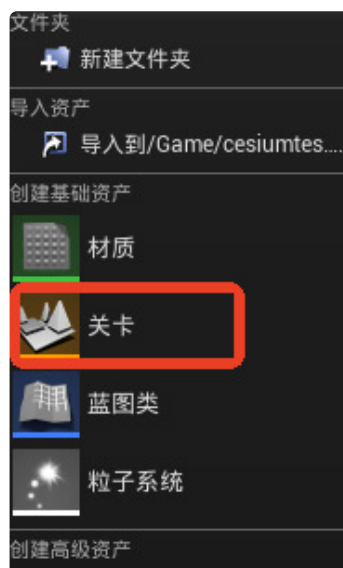 文件夹
新建文件夹
导入资产
导入到/Game/cesiumtes....
创建基础资产
材质
关卡
蓝图类
粒子系统
创建高级资产